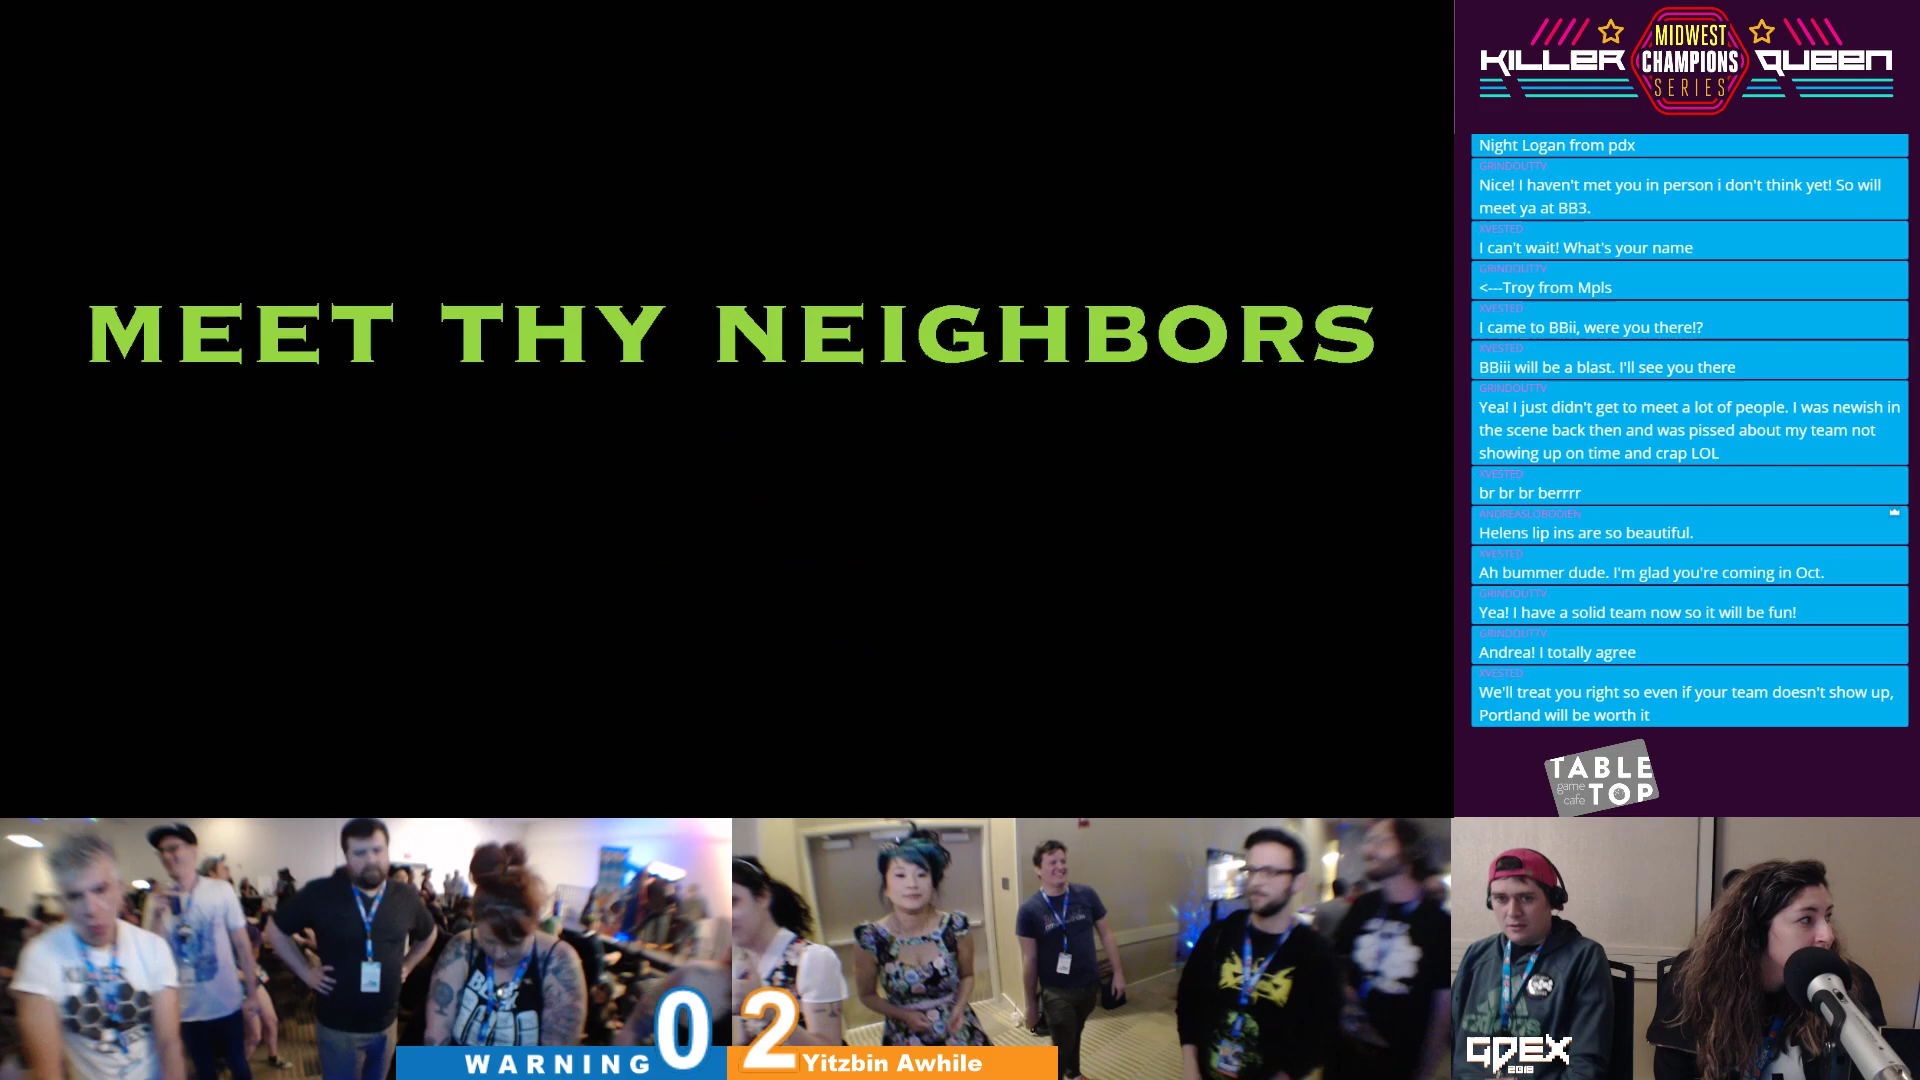 MEET THY NEIGHBORS
KILLER MIDWEST CHAMPIONS SERIES QUEEN
Night Logan from pdx
GRINDOUTTV
Nice! I haven't met you in person i don't think yet! So will
meet ya at BB3.
XVESTED
I can't wait! What's your name
GRINDOUTTV
<---Troy from Mpls
XVESTED
I came to BBii, were you there!?
XVESTED
BBiii will be a blast. I'll see you there
GRINDOUTTV
Yea! I just didn't get to meet a lot of people. I was newish in
the scene back then and was pissed about my team not
showing up on time and crap LOL
XVESTED
br br br berrrr
ANDREASLOBODIEN
Helens lip ins are so beautiful.
XVESTED
Ah bummer dude. I'm glad you're coming in Oct.
GRINDOUTTV
Yea! I have a solid team now so it will be fun!
GRINDOUTTV
Andrea! I totally agree
XVESTED
We'll treat you right so even if your team doesn't show up,
Portland will be worth it
TABLE
game
cafe TOP
WARNING 0
2 Yitzbin Awhile
GDEX
2018